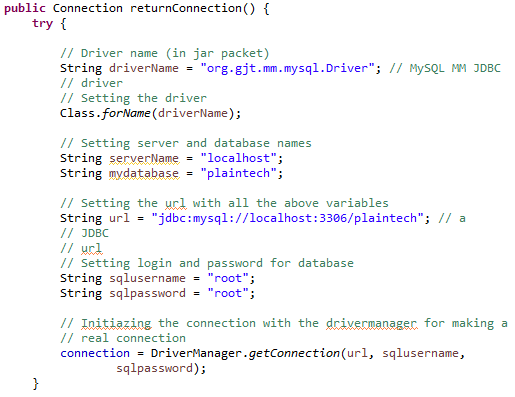 public Connection returnConnection() {
    try {

        // Driver name (in jar packet)
        String driverName = "org.gjt.mm.mysql.Driver"; // MySQL MM JDBC
        // driver
        // Setting the driver
        Class.forName(driverName);

        // Setting server and database names
        String serverName = "localhost";
        String mydatabase = "plaintech";

        // Setting the url with all the above variables
        String url = "jdbc:mysql://localhost:3306/plaintech"; // a
        // JDBC
        // url
        // Setting login and password for database
        String sqlusername = "root";
        String sqlpassword = "root";

        // Initiazing the connection with the drivermanager for making a
        // real connection
        connection = DriverManager.getConnection(url, sqlusername,
                sqlpassword);
    }